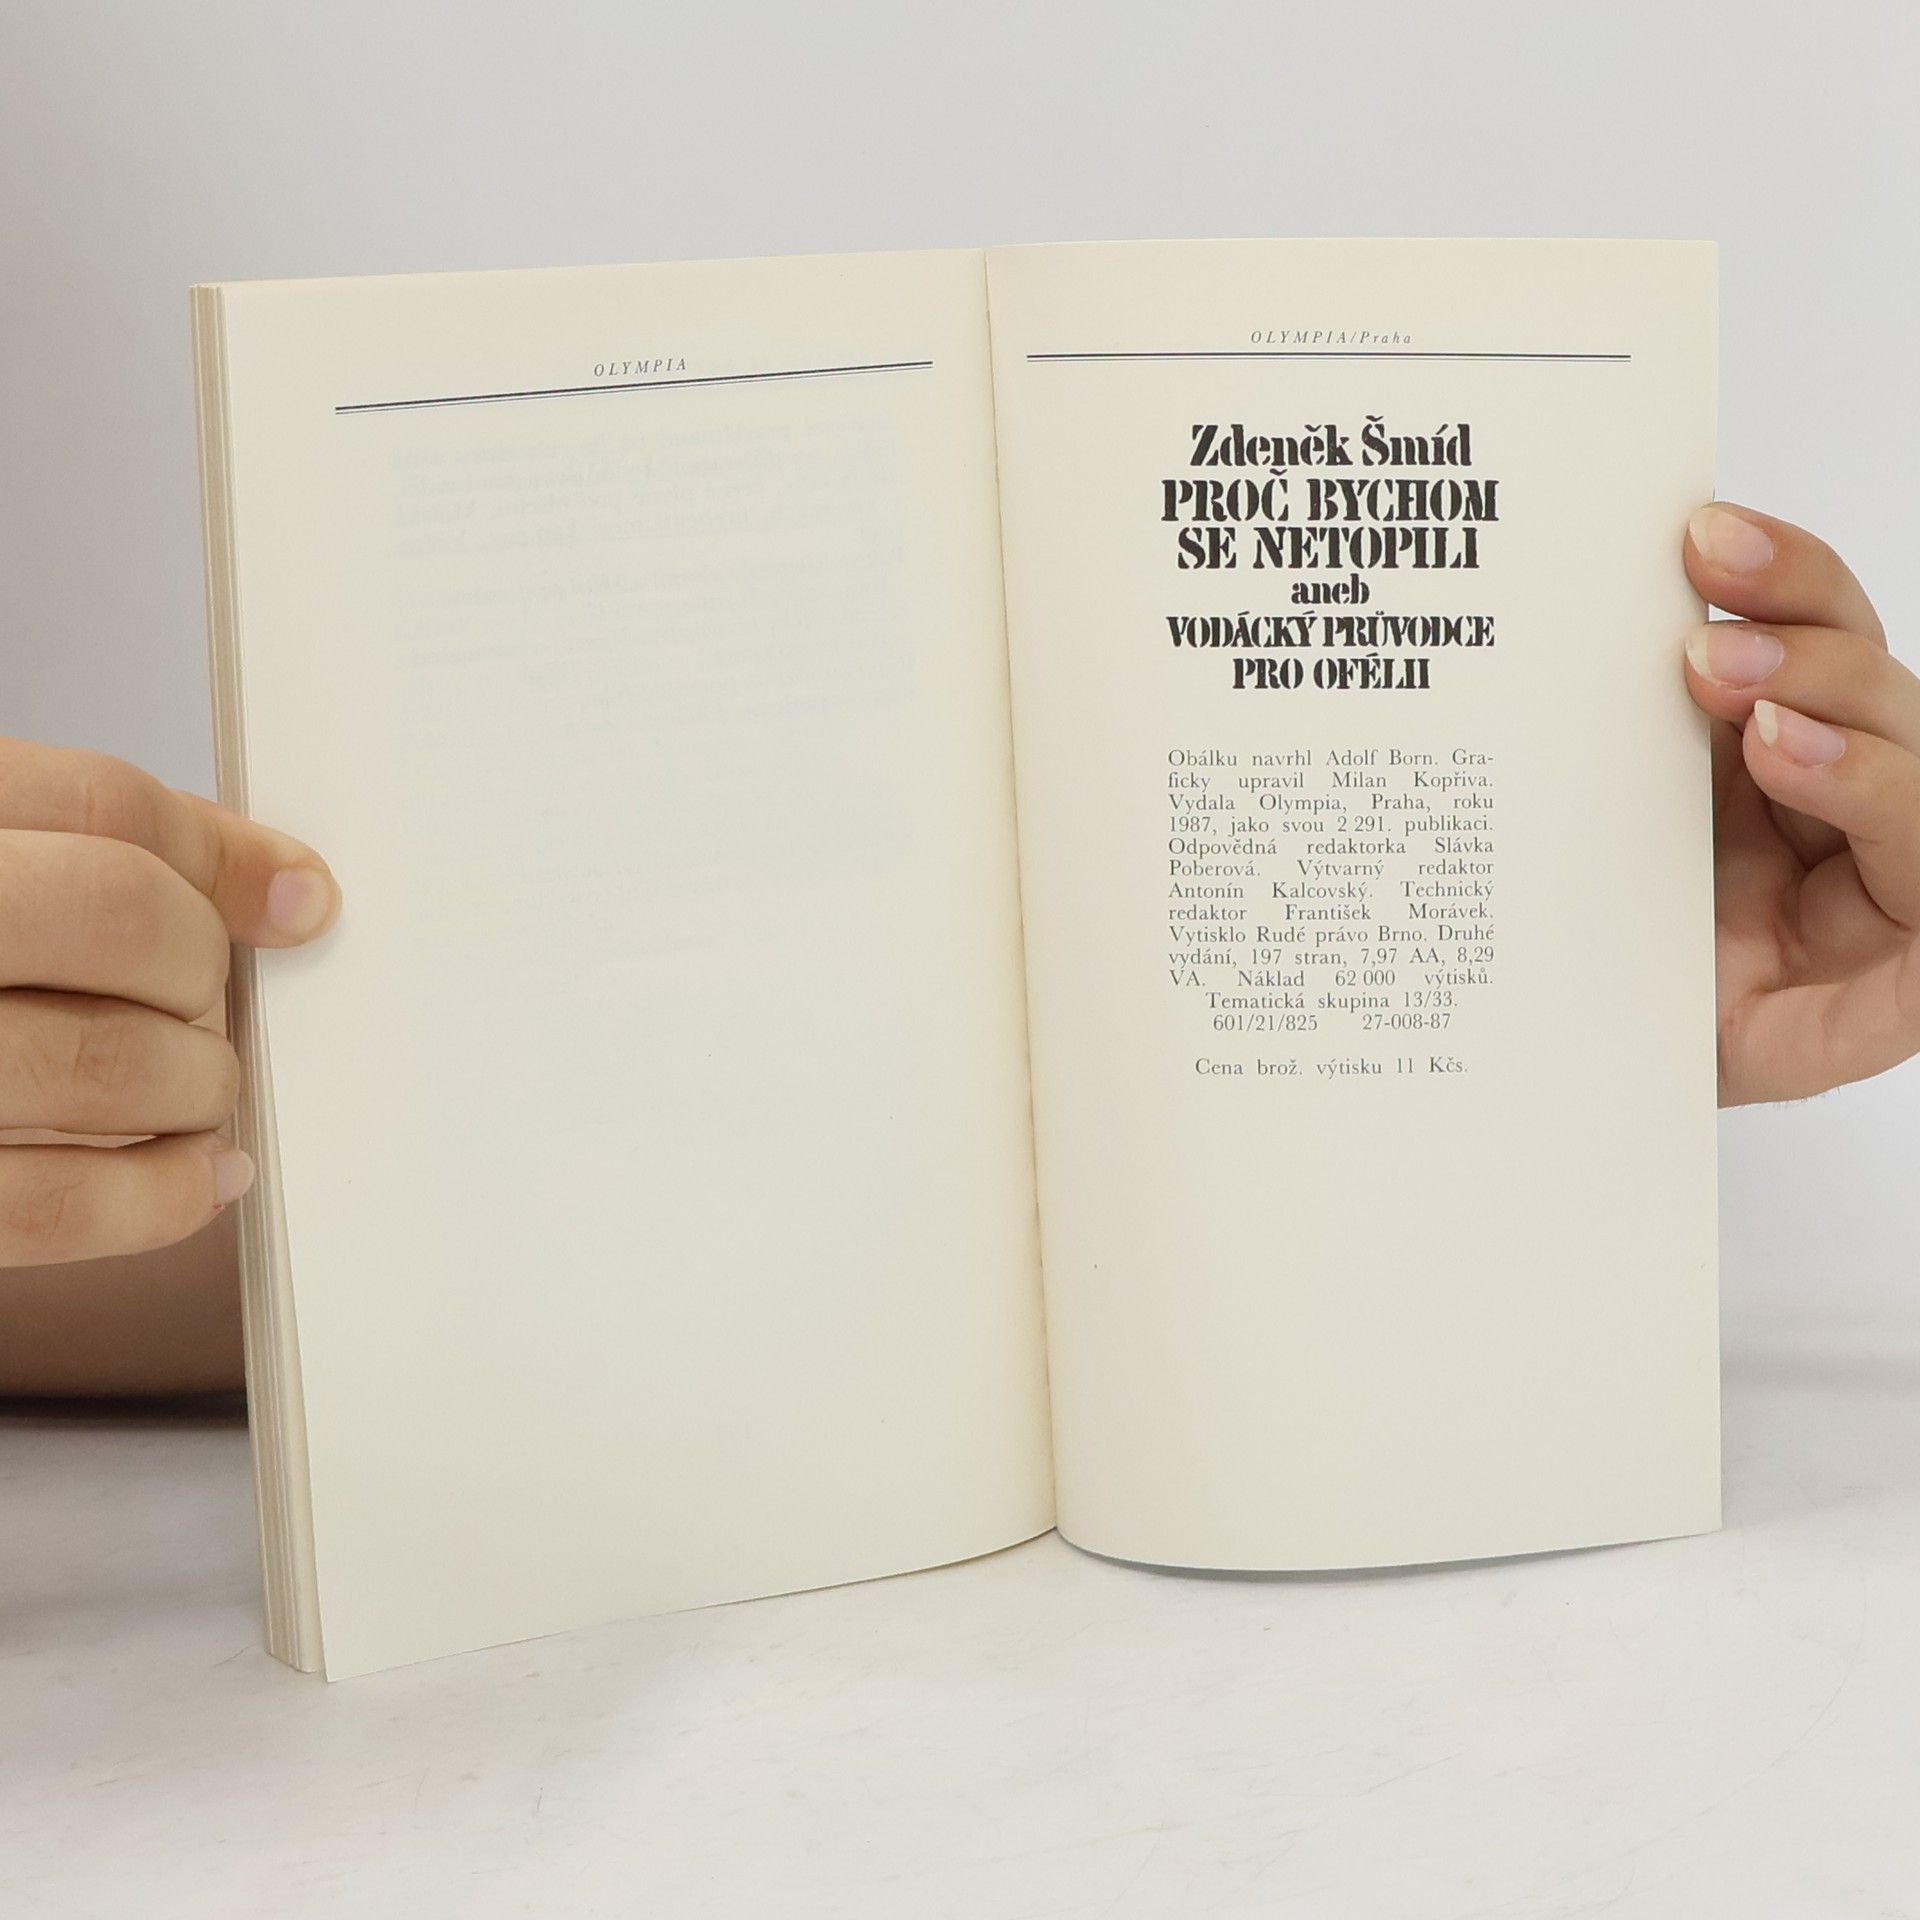 OLYMPIA
OLYMPIA/Praha
Zdeněk Šmíd
PROČ BYCHOM
SE NETOPILI
aneb
VODÁCKÝ PRŮVODCE
PRO OFÉLII
Obálku navrhl Adolf Born. Gra-
ficky upravil Milan Kopřiva.
Vydala Olympia, Praha, roku
1987, jako svou 2 291. publikaci.
Odpovědná redaktorka Slávka
Poberová. Výtvarný redaktor
Antonín Kalcovský. Technický
redaktor František Morávek.
Vytisklo Rudé právo Brno. Druhé
vydání, 197 stran, 7,97 AA, 8,29
VA. Náklad 62 000 výtisků.
Tematická skupina 13/33.
601/21/825 27-008-87
Cena brož. výtisku 11 Kčs.